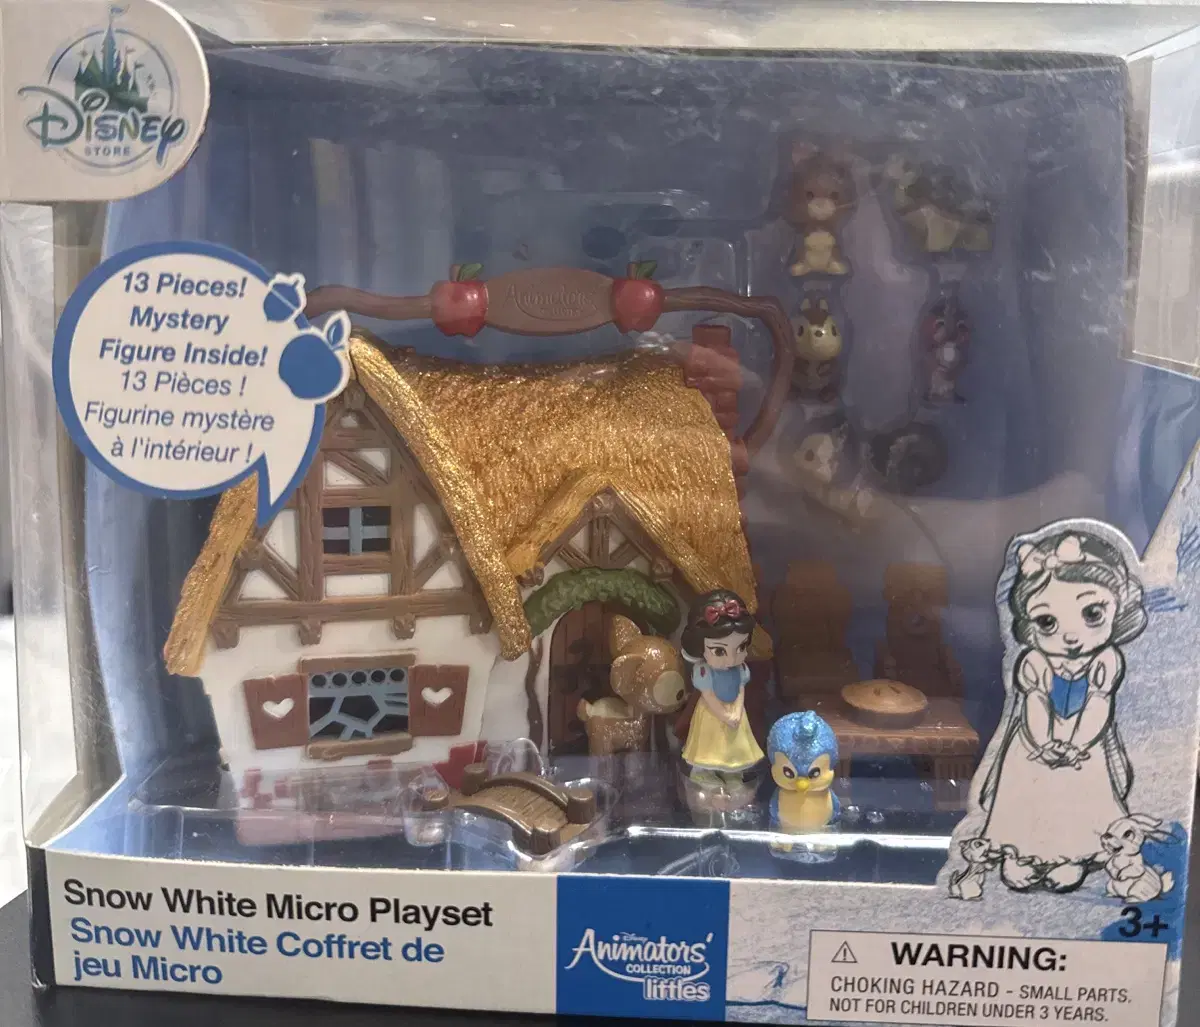 Disney
STORE
13 Pieces!
Mystery
Figure Inside!
13 Pièces !
Figurine mystère
à l'intérieur !
Animators'
Snow White Micro Playset
Snow White Coffret de
jeu Micro
Disney
Animators'
COLLECTION
littles
3+
⚠ WARNING:
CHOKING HAZARD - SMALL PARTS.
NOT FOR CHILDREN UNDER 3 YEARS.